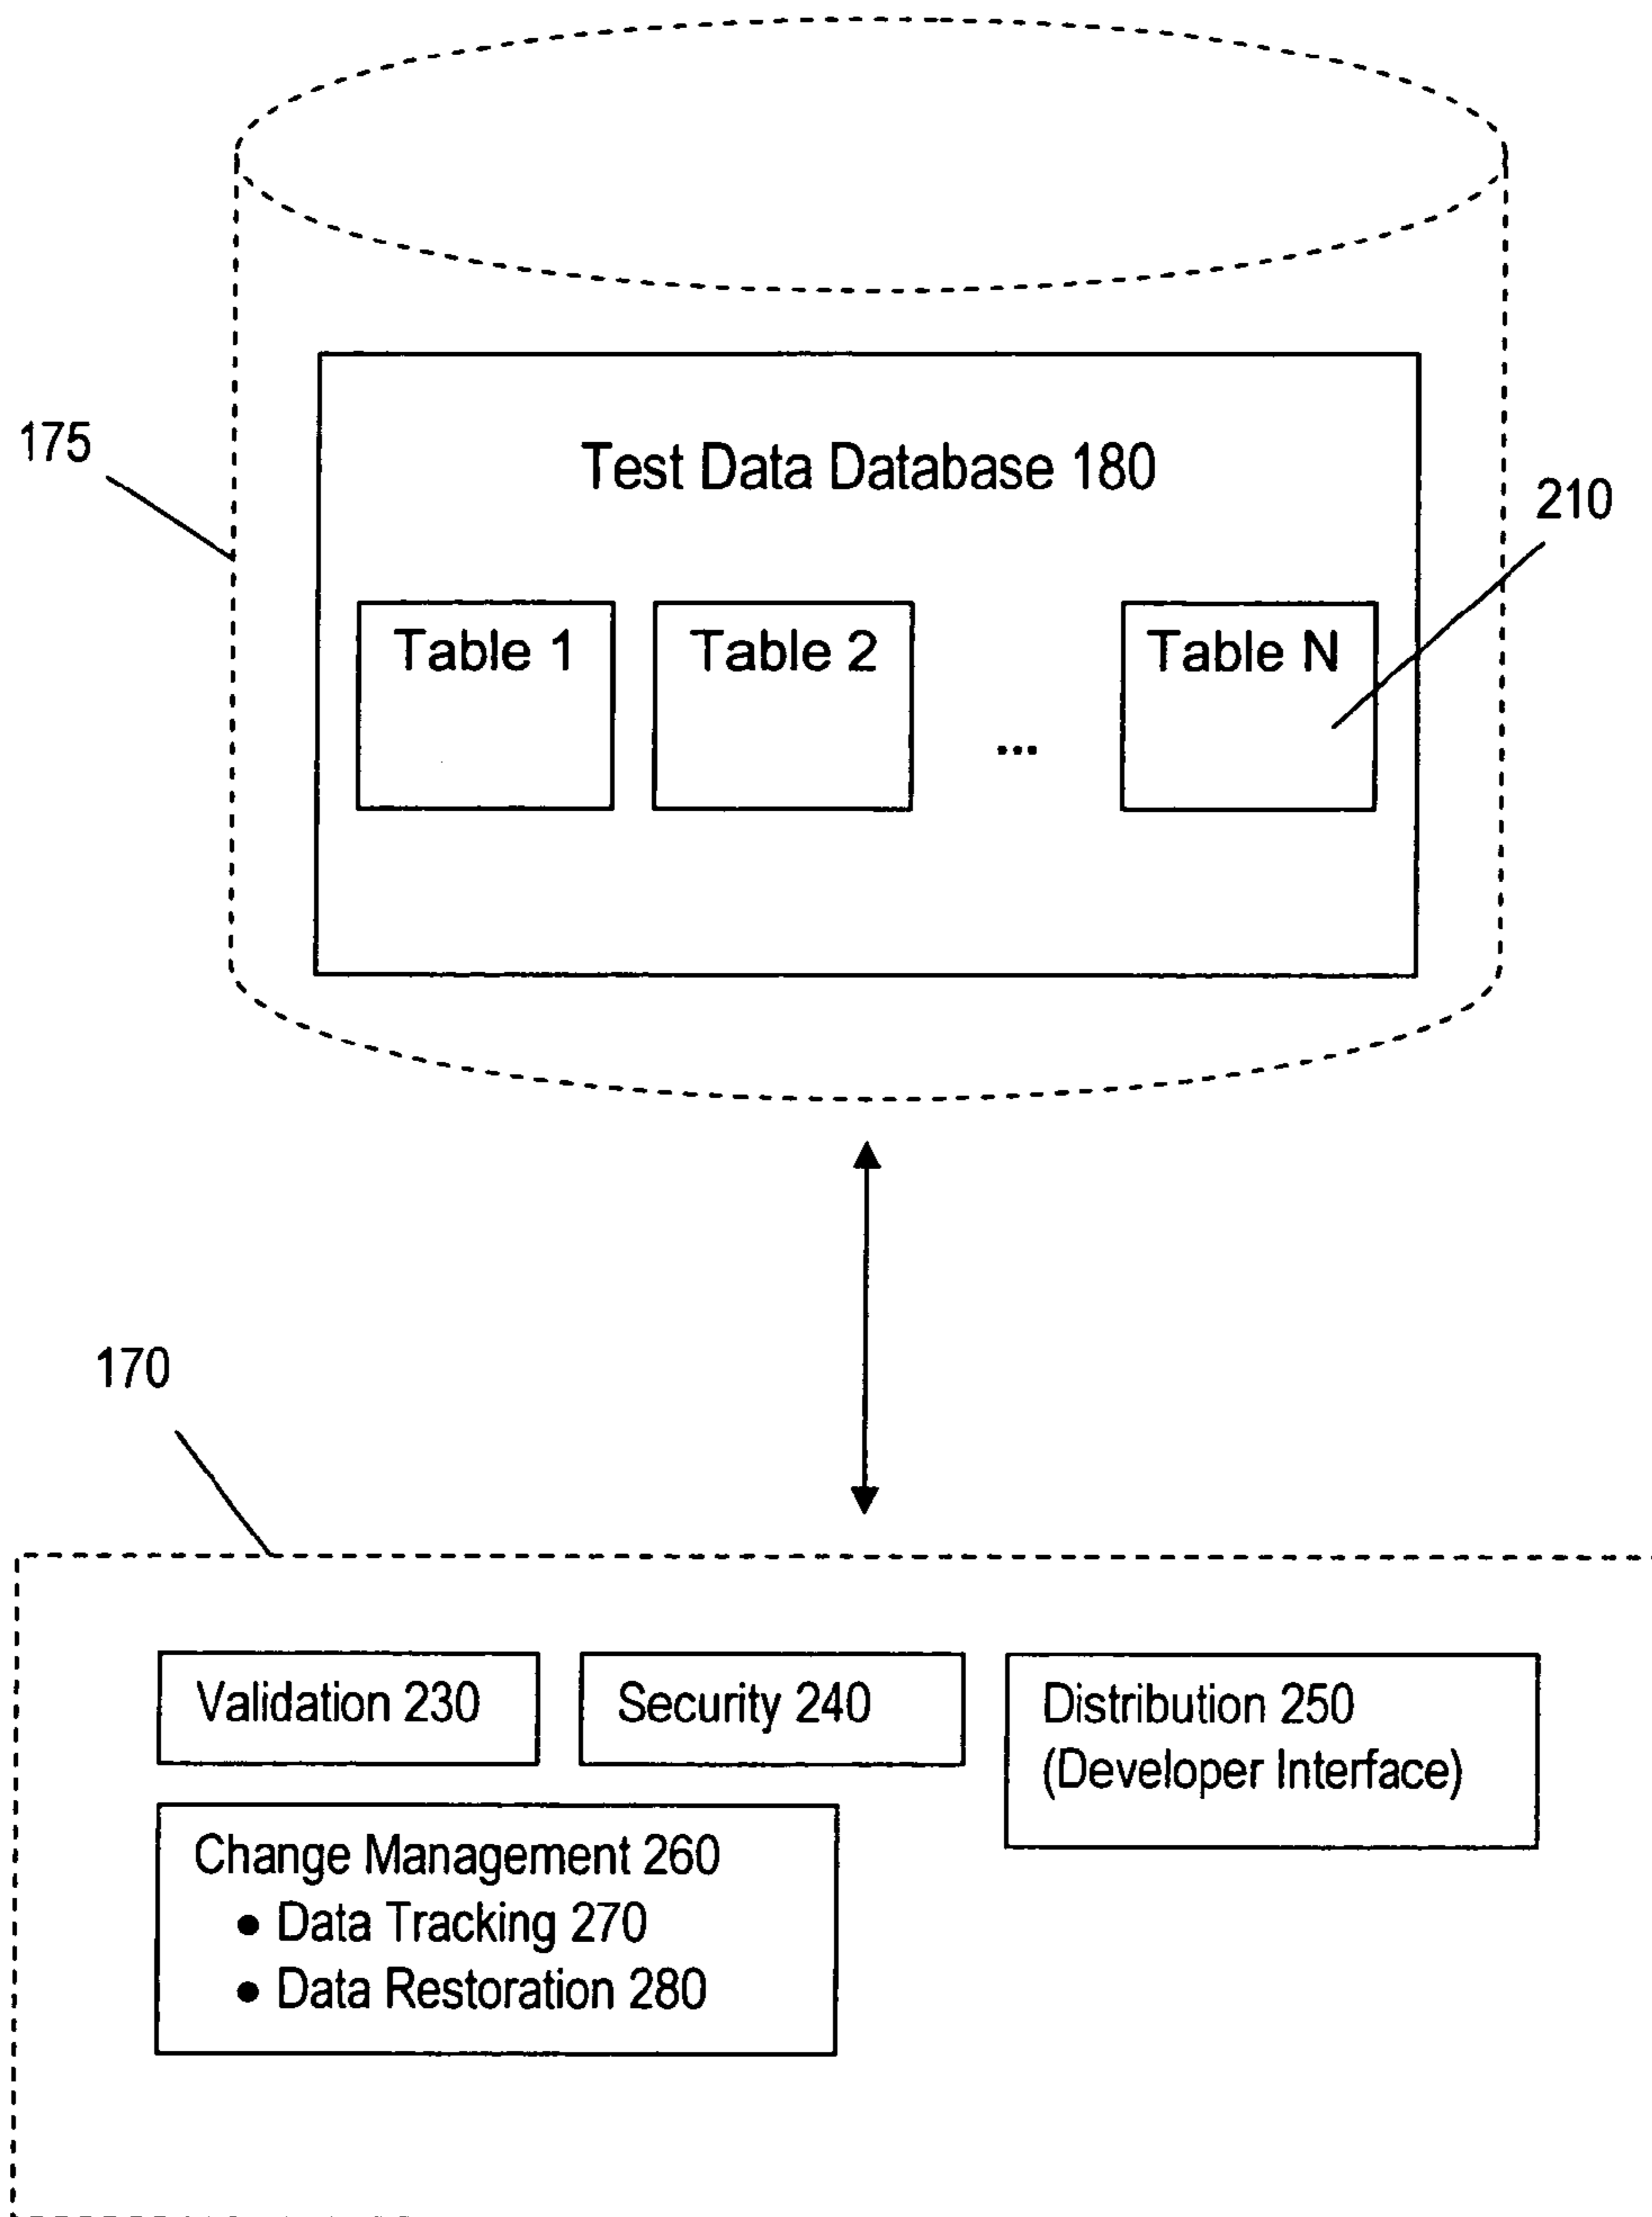 175
Test Data Database 180
210
Table 1
Table 2
...
Table N
170
Validation 230
Security 240
Distribution 250
(Developer Interface)
Change Management 260
• Data Tracking 270
• Data Restoration 280